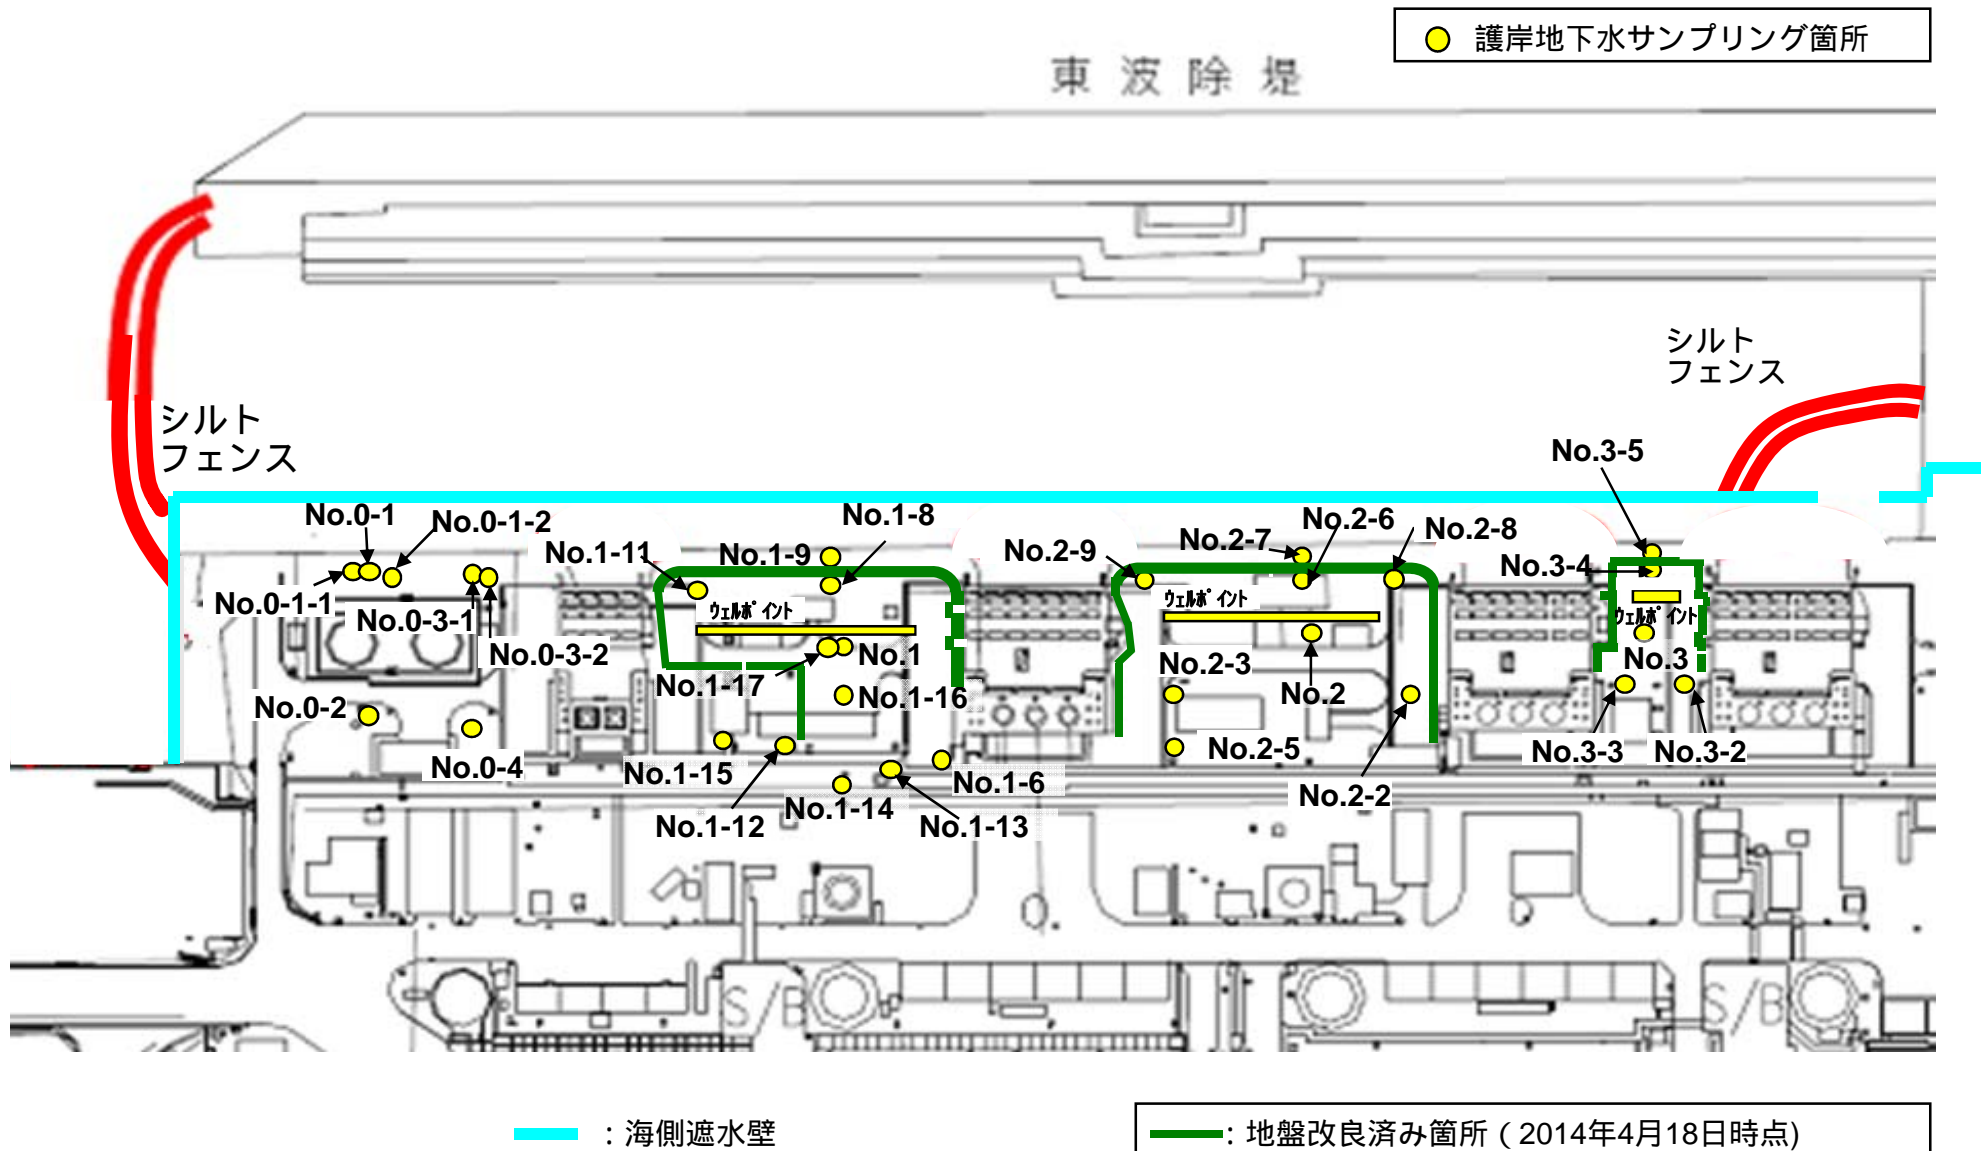 護岸地下水サンプリング箇所
東波除堤
シルト
フェンス
シルト
フェンス
No.3-5
No.0-1
No.0-1-2
No.1-8
No.2-6
No.2-8
No.1-11
No.1-9
No.2-9
No.2-7
No.3-4
No.0-1-1
No.0-3-1
ウェルポイント
ウェルポイント
ウェルポイント
No.0-3-2
No.1
No.1-17
No.1-16
No.2-3
No.2
No.3
No.0-2
No.0-4
No.1-15
No.1-6
No.2-5
No.3-3
No.3-2
No.1-12
No.1-14
No.1-13
No.2-2
S/B
S/B
：海側遮水壁
：地盤改良済み箇所（2014年4月18日時点)